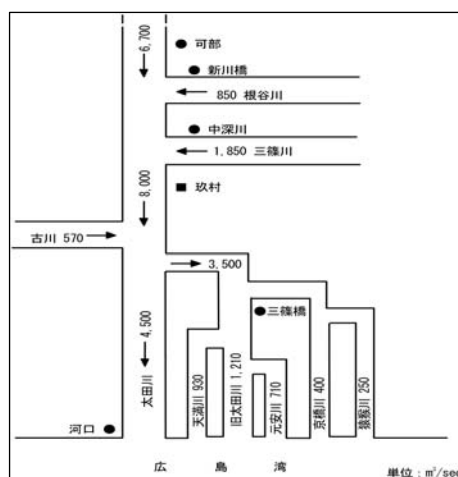 6,700
可部
新川橋
850 根谷川
中深川
1,850 三篠川
8,000
玖村
古川 570
3,500
4,500
太田川
三篠橋
天満川 930
旧太田川 1,210
元安川 710
京橋川 400
猿猴川 250
河口
広島湾
単位：m³/sec